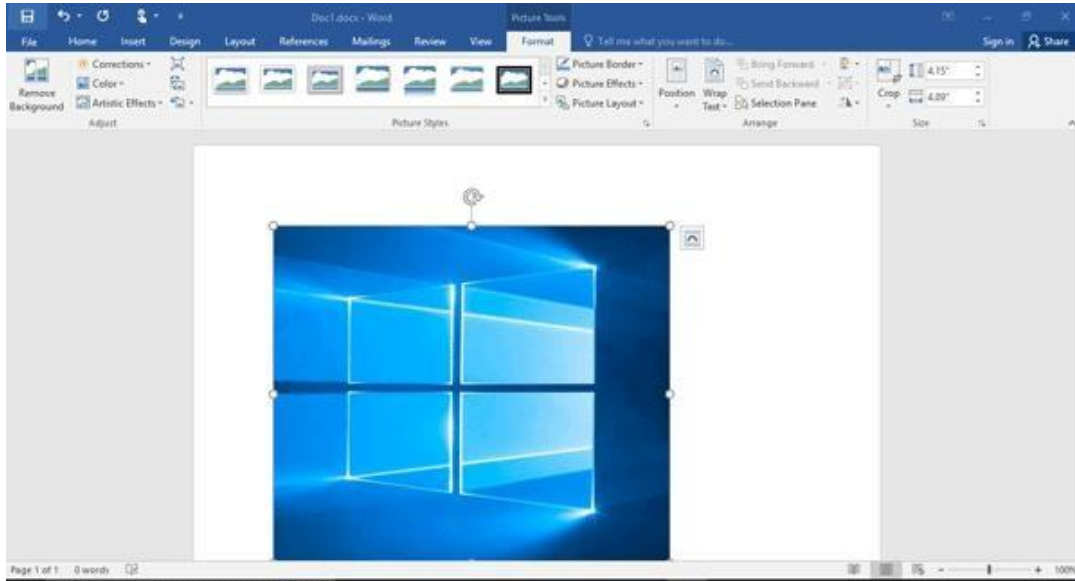 Doc1.docx - Word
Picture Tools
File Home Insert Design Layout References Mailings Review View Format Tell me what you want to do... Sign in Share
Remove Background
Corrections
Color
Artistic Effects
Adjust
Picture Styles
Picture Border
Picture Effects
Picture Layout
Position
Wrap Text
Bring Forward
Send Backward
Selection Pane
Arrange
Crop
4.15"
4.09"
Size
Page 1 of 1 0 words 100%